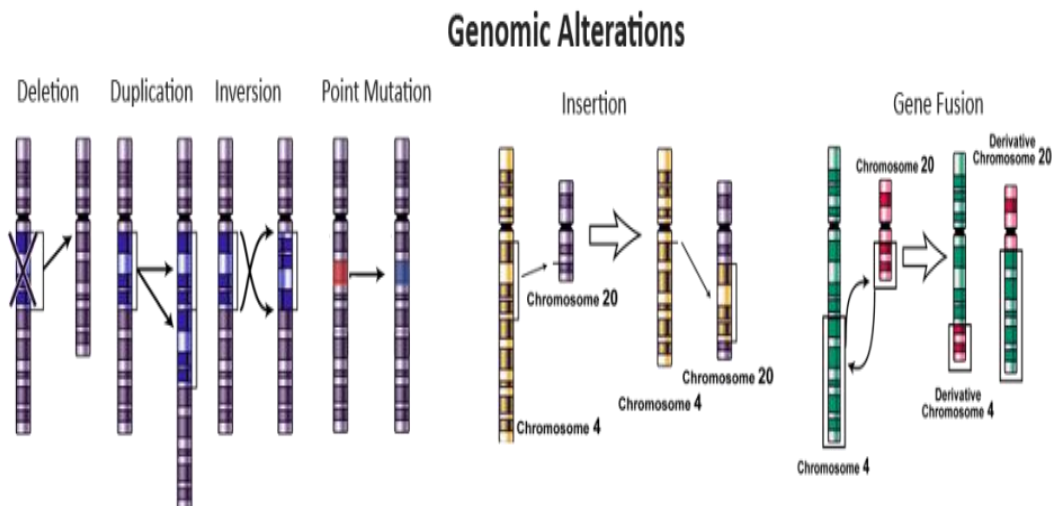 Genomic Alterations
Deletion
Duplication
Inversion
Point Mutation
Insertion
Gene Fusion
Chromosome 20
Chromosome 4
Chromosome 4
Chromosome 20
Chromosome 20
Chromosome 4
Derivative
Chromosome 20
Derivative
Chromosome 4